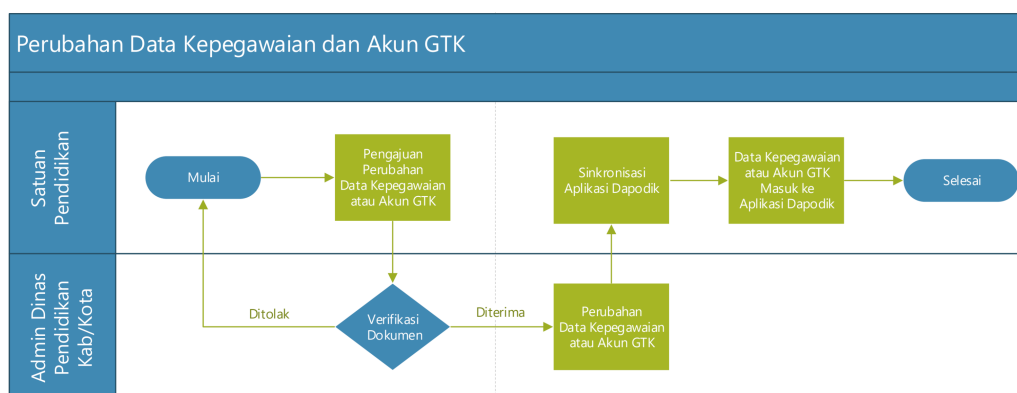 Perubahan Data Kepegawaian dan Akun GTK
Satuan
Pendidikan
Mulai
Pengajuan
Perubahan
Data Kepegawaian
atau Akun GTK
Sinkronisasi
Aplikasi Dapodik
Data Kepegawaian
atau Akun GTK
Masuk ke
Aplikasi Dapodik
Selesai
Admin Dinas
Pendidikan
Kab/Kota
Ditolak
Verifikasi
Dokumen
Diterima
Perubahan
Data Kepegawaian
atau Akun GTK